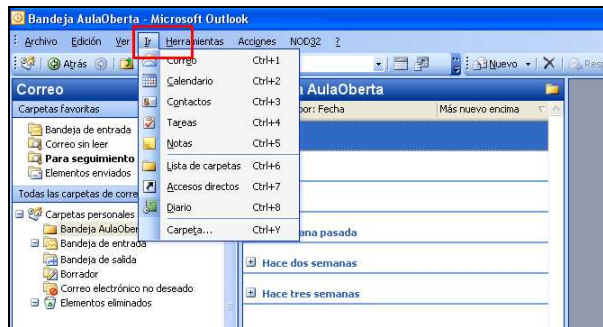 Bandeja AulaOberta - Microsoft Outlook
Archivo Edición Ver Ir Herramientas Acciones NOD32 ?
Atrás Nuevo
Correo
Carpetas favoritas
Bandeja de entrada
Correo sin leer
Para seguimiento
Elementos enviados
Todas las carpetas de corre
Carpetas personales
Bandeja AulaOber
Bandeja de entrada
Bandeja de salida
Borrador
Correo electrónico no deseado
Elementos eliminados
Correo Ctrl+1
Calendario Ctrl+2
Contactos Ctrl+3
Tareas Ctrl+4
Notas Ctrl+5
Lista de carpetas Ctrl+6
Accesos directos Ctrl+7
Diario Ctrl+8
Carpeta... Ctrl+Y
a AulaOberta
por: Fecha Más nuevo encima
ana pasada
Hace dos semanas
Hace tres semanas